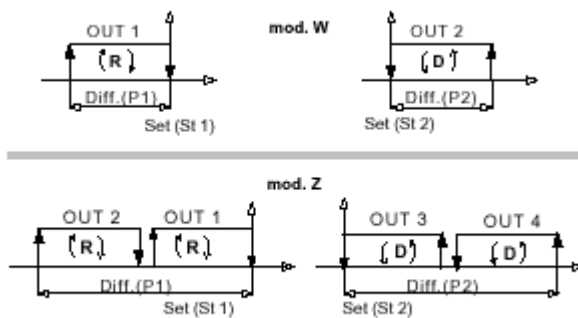 OUT 1 mod. W OUT 2
(R) (D)
Diff.(P1) Diff.(P2)
Set (St 1) Set (St 2)
mod. Z
OUT 2 OUT 1 OUT 3 OUT 4
(R) (R) (D) (D)
Diff.(P1) Diff.(P2)
Set (St 1) Set (St 2)